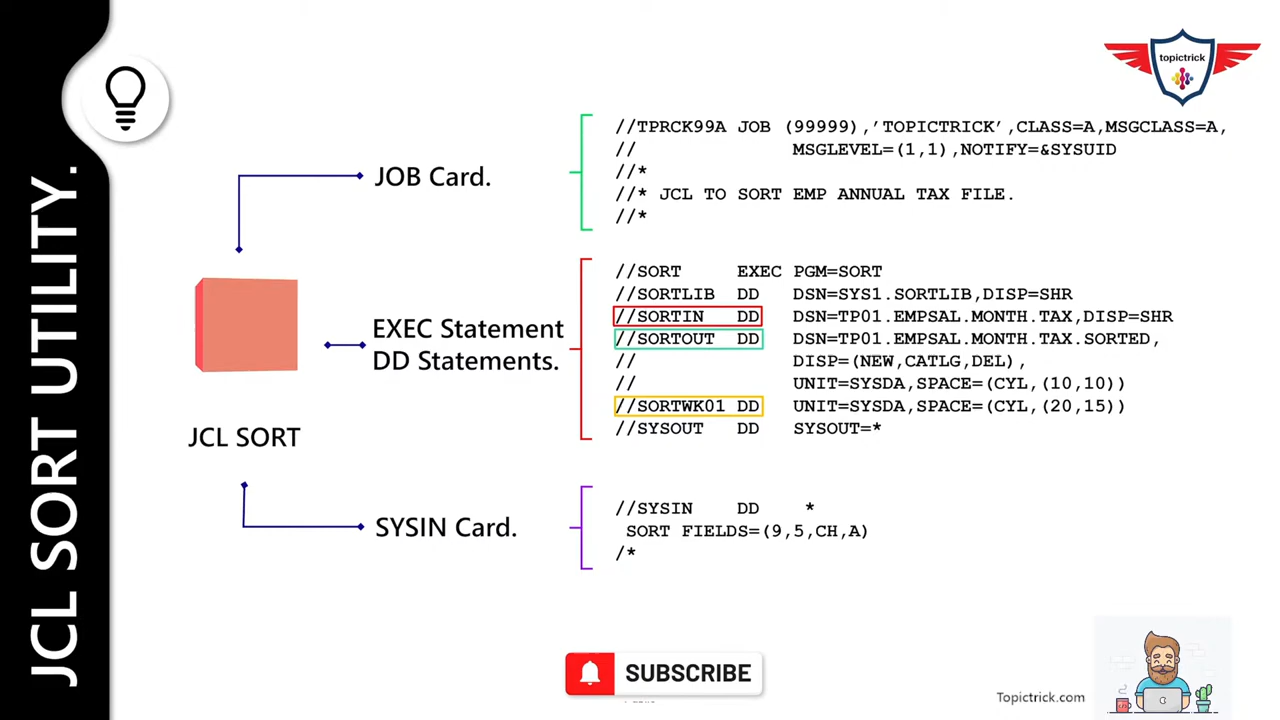 JCL SORT UTILITY.
topictrick
JOB Card.
//TPRCK99A JOB (99999),'TOPICTRICK',CLASS=A,MSGCLASS=A,
// MSGLEVEL=(1,1),NOTIFY=&SYSUID
//*
//* JCL TO SORT EMP ANNUAL TAX FILE.
//*
EXEC Statement
DD Statements.
//SORT EXEC PGM=SORT
//SORTLIB DD DSN=SYS1.SORTLIB,DISP=SHR
//SORTIN DD DSN=TP01.EMPSAL.MONTH.TAX,DISP=SHR
//SORTOUT DD DSN=TP01.EMPSAL.MONTH.TAX.SORTED,
// DISP=(NEW,CATLG,DEL),
// UNIT=SYSDA,SPACE=(CYL,(10,10))
//SORTWK01 DD UNIT=SYSDA,SPACE=(CYL,(20,15))
//SYSOUT DD SYSOUT=*
JCL SORT
SYSIN Card.
//SYSIN DD *
SORT FIELDS=(9,5,CH,A)
/*
SUBSCRIBE
Topictrick.com